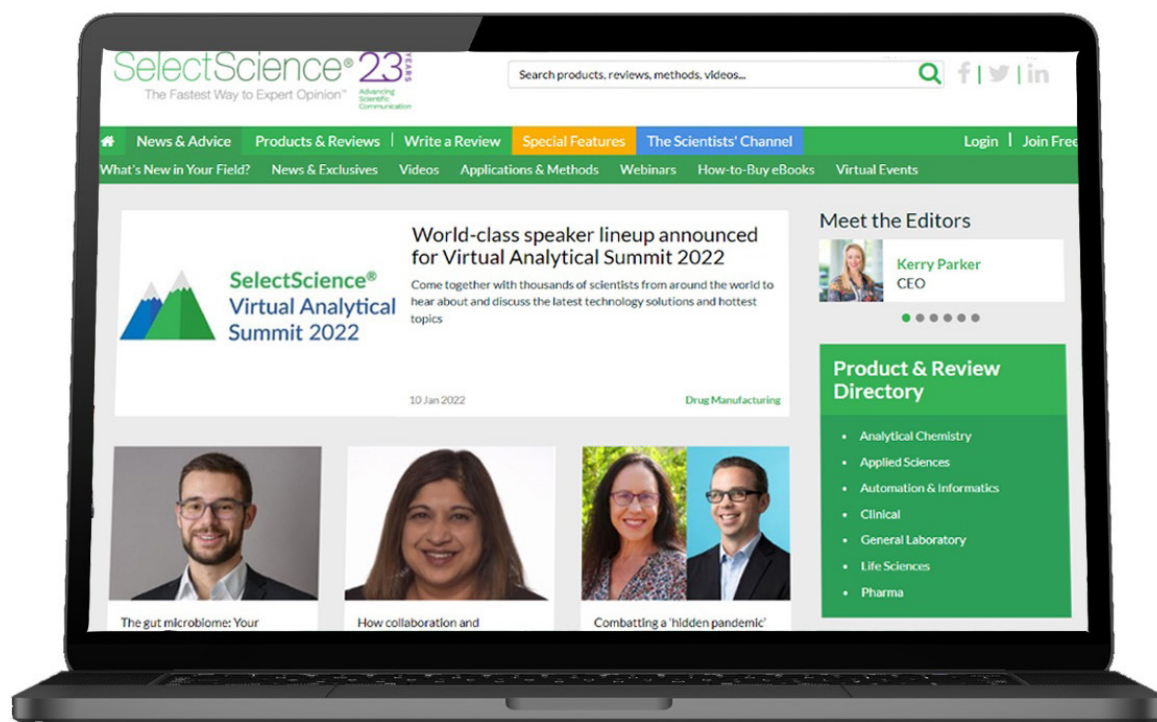 SelectScience® 23 YEARS
The Fastest Way to Expert Opinion™
Advancing
Scientific
Communication
Search products, reviews, methods, videos...
f | | in
News & Advice Products & Reviews | Write a Review Special Features The Scientists' Channel Login | Join Free
What's New in Your Field? News & Exclusives Videos Applications & Methods Webinars How-to-Buy eBooks Virtual Events
SelectScience®
Virtual Analytical
Summit 2022
World-class speaker lineup announced
for Virtual Analytical Summit 2022
Come together with thousands of scientists from around the world to
hear about and discuss the latest technology solutions and hottest
topics
10 Jan 2022 Drug Manufacturing
Meet the Editors
Kerry Parker
CEO
Product & Review
Directory
• Analytical Chemistry
• Applied Sciences
• Automation & Informatics
• Clinical
• General Laboratory
• Life Sciences
• Pharma
The gut microbiome: Your
How collaboration and
Combatting a 'hidden pandemic'